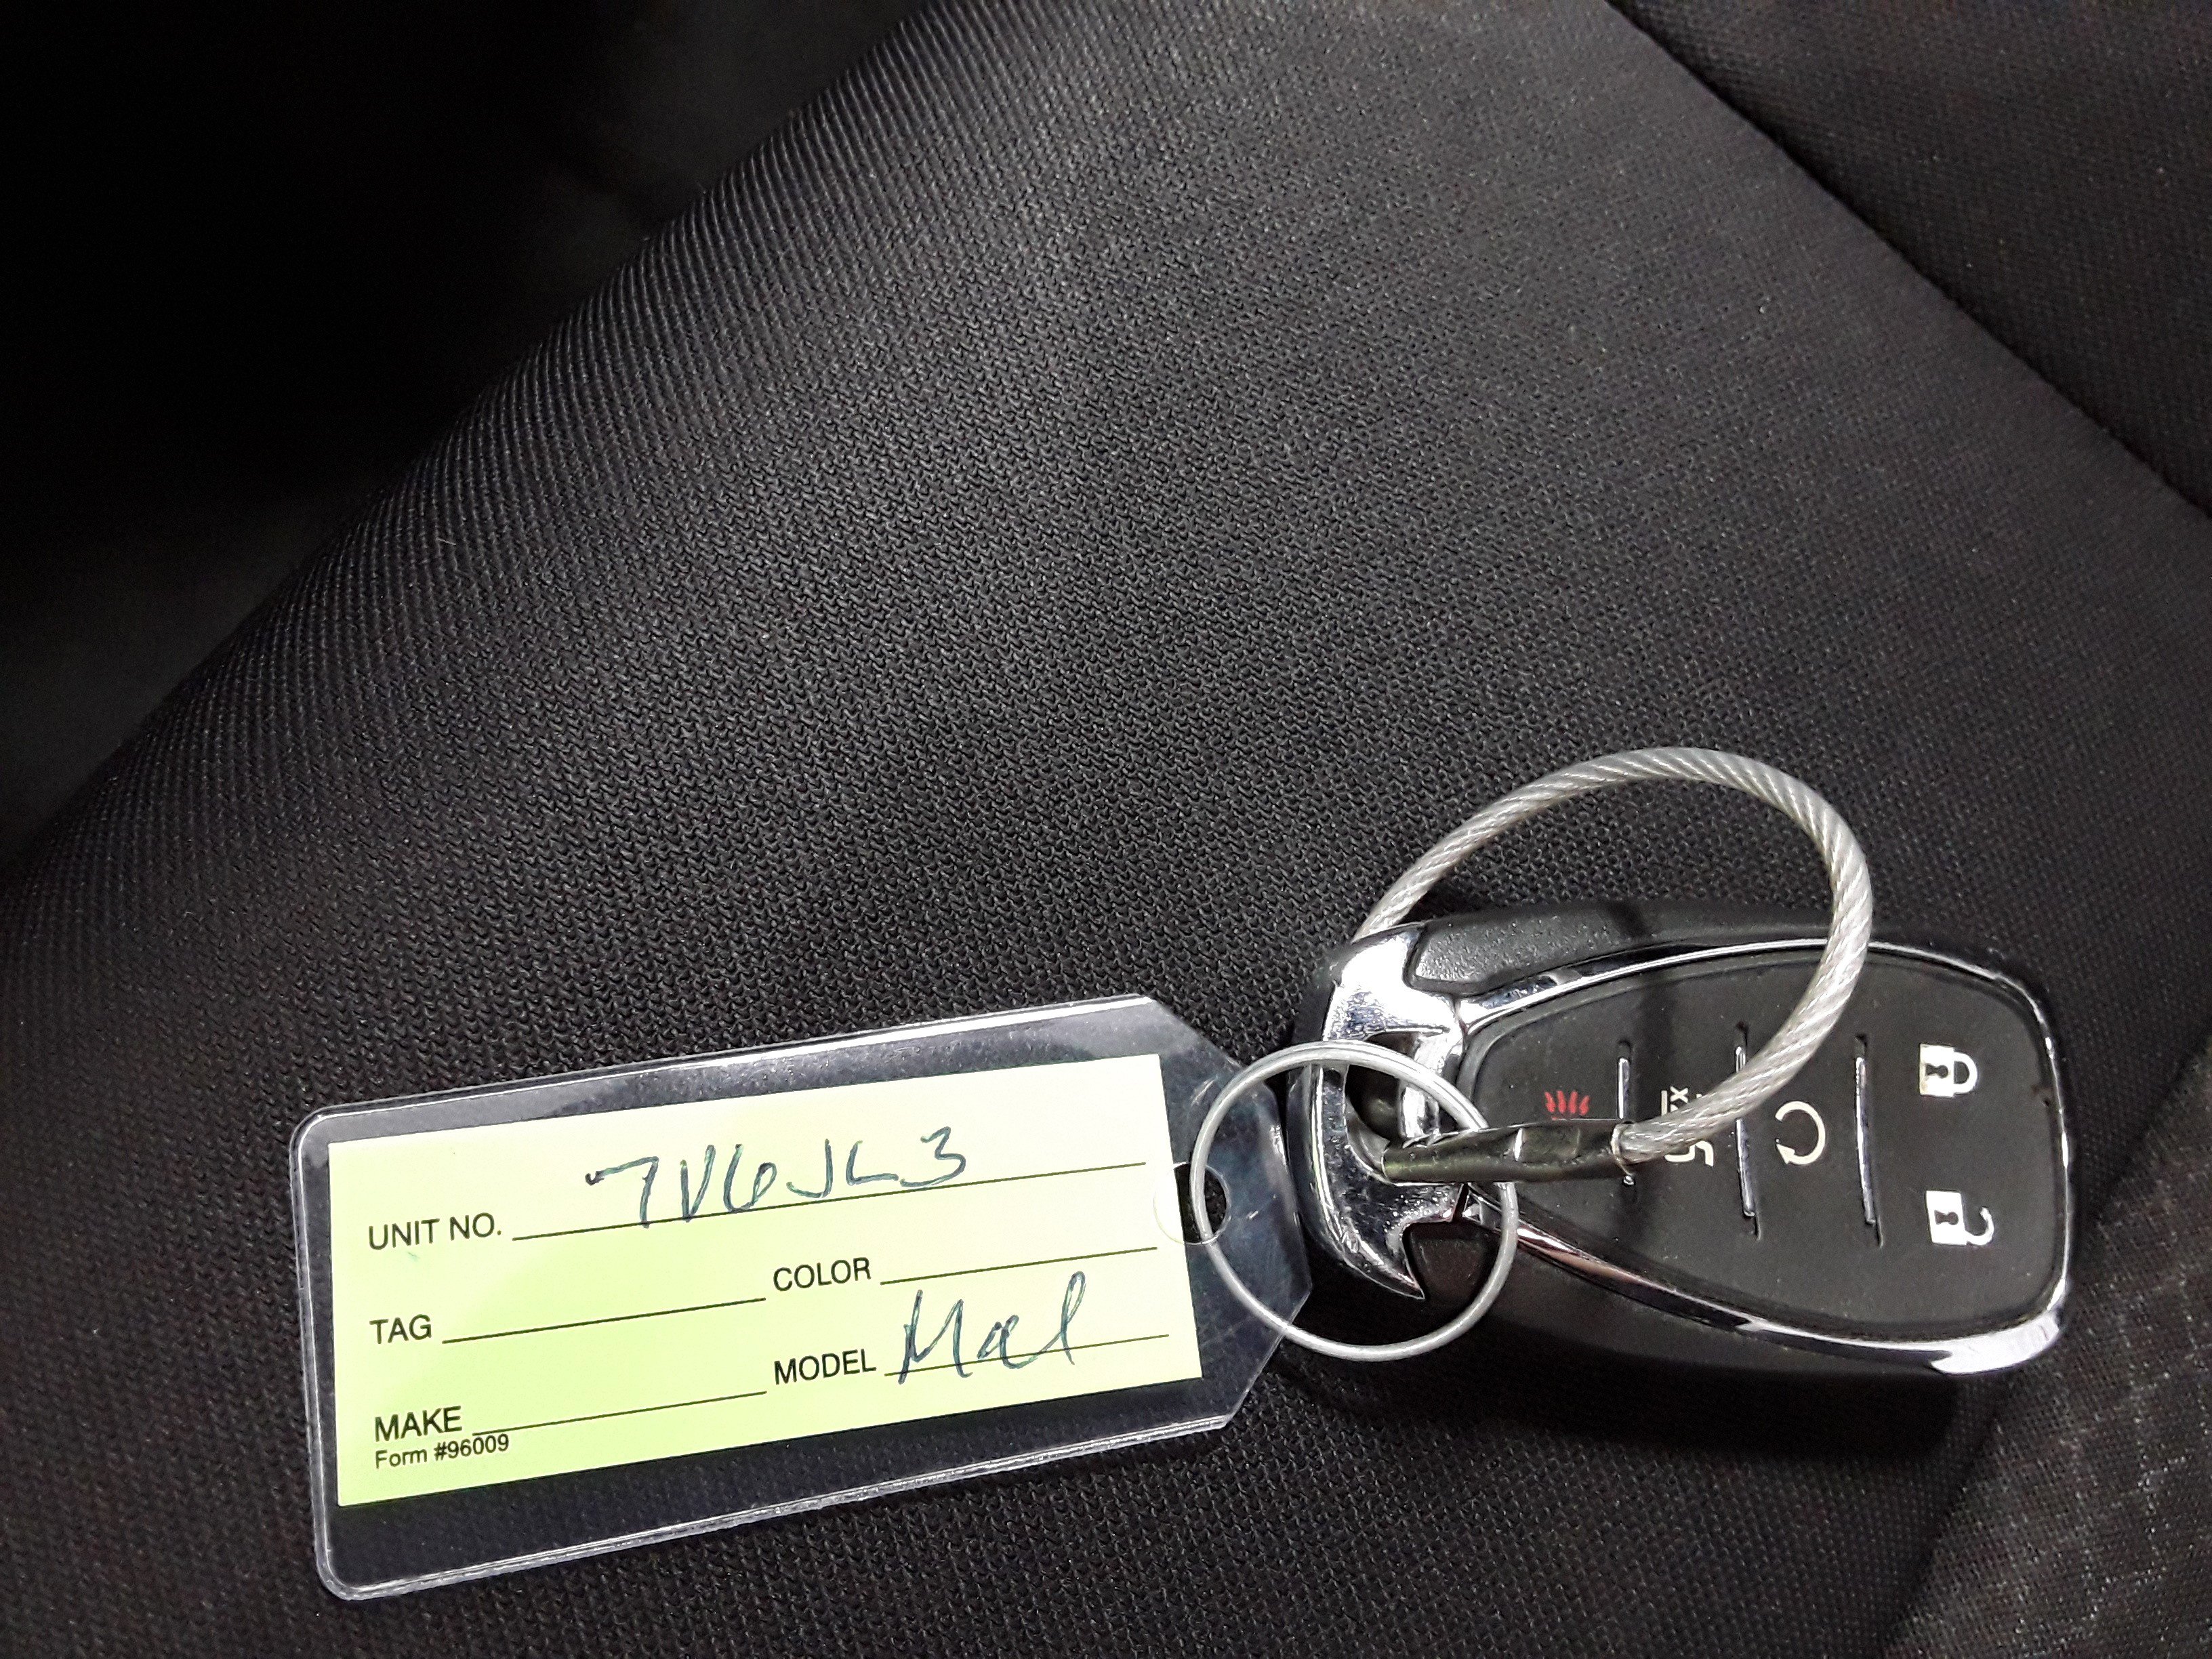 UNIT NO. 7V6JL3
TAG COLOR
MAKE MODEL Mal
Form #96009